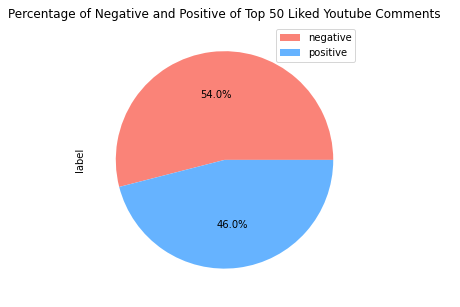 Percentage of Negative and Positive of Top 50 Liked Youtube Comments
negative
positive
54.0%
label
46.0%